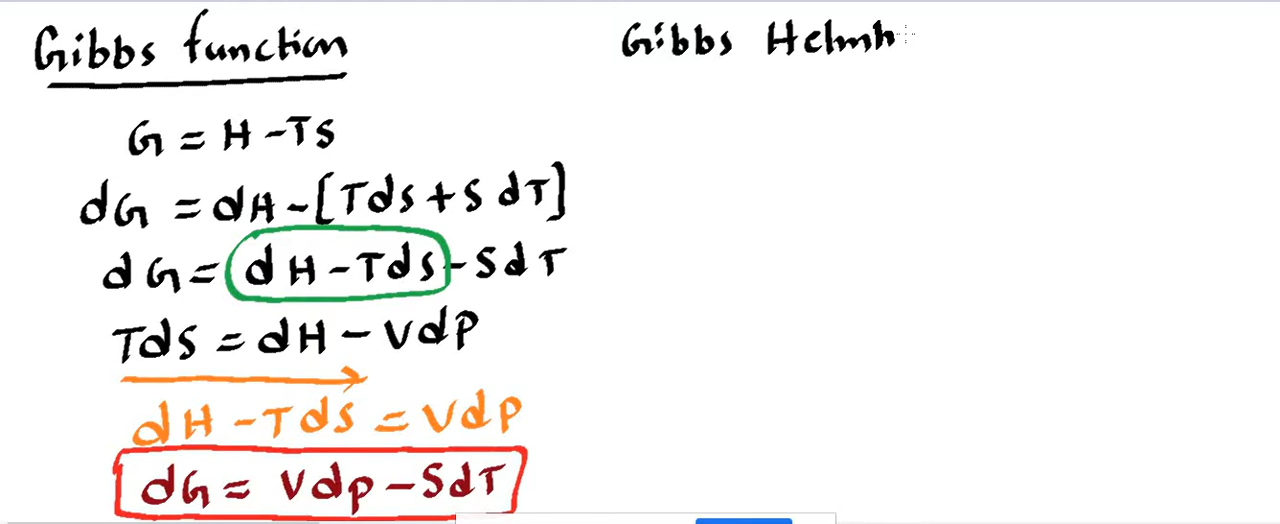 Gibbs function
G = H - TS
dG = dH - [Tds + S dT]
dG = dH - Tds - SdT
Tds = dH - VdP
dH - Tds = VdP
dG = Vdp - SdT
Gibbs Helmh